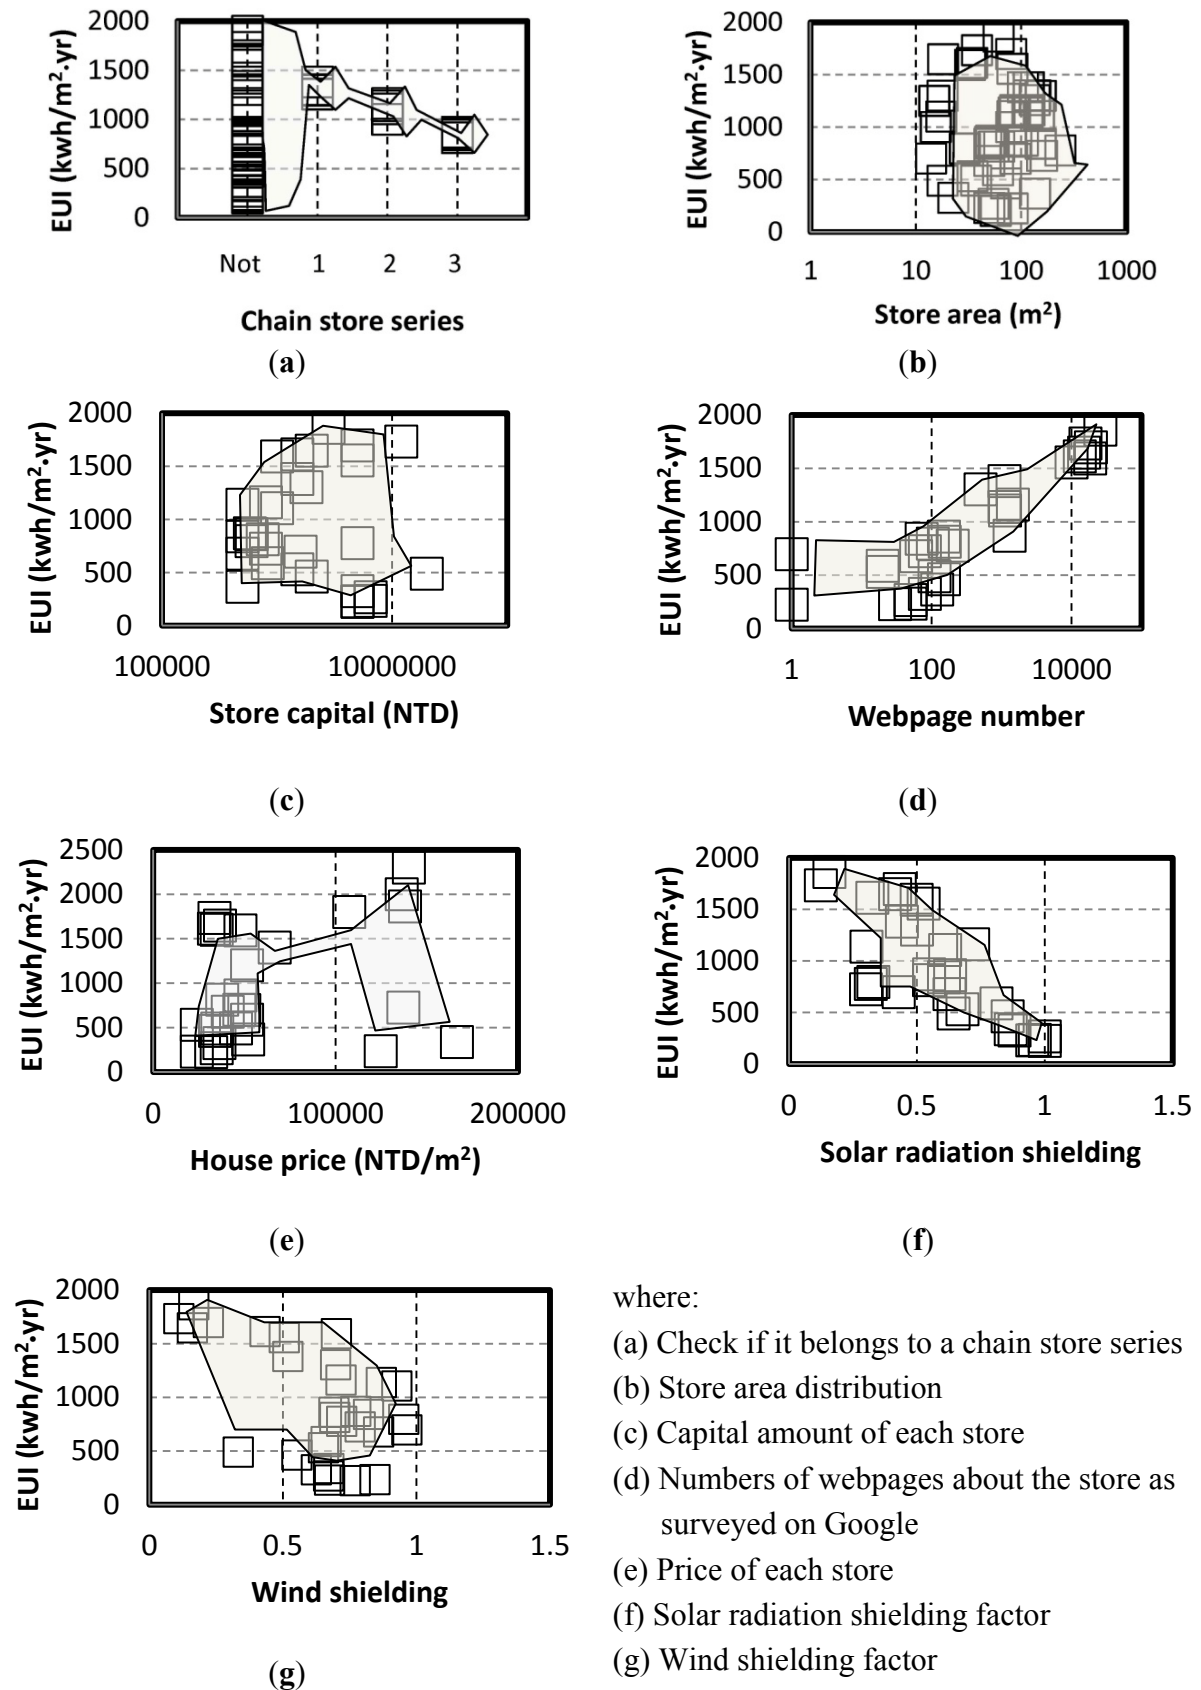 2000
1500
1000
500
0
EUI (kwh/m²·yr)
Not 1 2 3
Chain store series
(a)
2000
1500
1000
500
0
EUI (kwh/m²·yr)
1 10 100 1000
Store area (m²)
(b)
2000
1500
1000
500
0
EUI (kwh/m²·yr)
100000 10000000
Store capital (NTD)
(c)
2000
1500
1000
500
0
EUI (kwh/m²·yr)
1 100 10000
Webpage number
(d)
2500
2000
1500
1000
500
0
EUI (kwh/m²·yr)
0 100000 200000
House price (NTD/m²)
(e)
2000
1500
1000
500
0
EUI (kwh/m²·yr)
0 0.5 1 1.5
Solar radiation shielding
(f)
2000
1500
1000
500
0
EUI (kwh/m²·yr)
0 0.5 1 1.5
Wind shielding
(g)
where:
(a) Check if it belongs to a chain store series
(b) Store area distribution
(c) Capital amount of each store
(d) Numbers of webpages about the store as
surveyed on Google
(e) Price of each store
(f) Solar radiation shielding factor
(g) Wind shielding factor